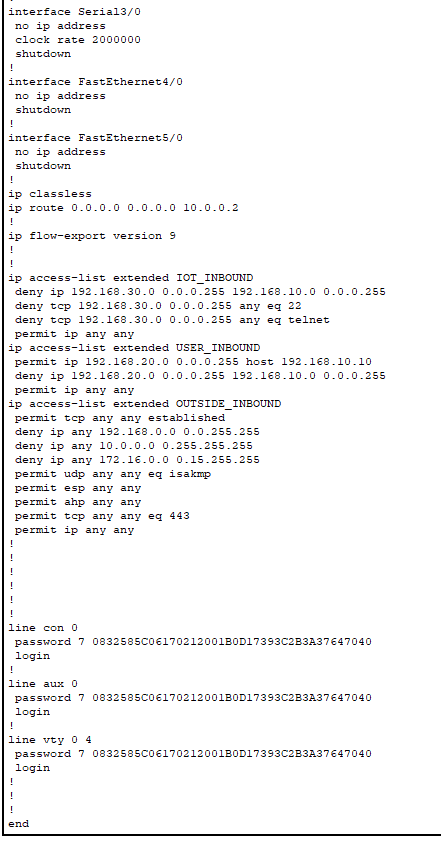 !
interface Serial3/0
no ip address
clock rate 2000000
shutdown
!
interface FastEthernet4/0
no ip address
shutdown
!
interface FastEthernet5/0
no ip address
shutdown
!
ip classless
ip route 0.0.0.0 0.0.0.0 10.0.0.2
!
ip flow-export version 9
!
!
ip access-list extended IOT_INBOUND
deny ip 192.168.30.0 0.0.0.255 192.168.10.0 0.0.0.255
deny tcp 192.168.30.0 0.0.0.255 any eq 22
deny tcp 192.168.30.0 0.0.0.255 any eq telnet
permit ip any any
ip access-list extended USER_INBOUND
permit ip 192.168.20.0 0.0.0.255 host 192.168.10.10
deny ip 192.168.20.0 0.0.0.255 192.168.10.0 0.0.0.255
permit ip any any
ip access-list extended OUTSIDE_INBOUND
permit tcp any any established
deny ip any 192.168.0.0 0.0.255.255
deny ip any 10.0.0.0 0.255.255.255
deny ip any 172.16.0.0 0.15.255.255
permit udp any any eq isakmp
permit esp any any
permit ahp any any
permit tcp any any eq 443
permit ip any any
!
!
!
!
!
!
line con 0
password 7 0832585C06170212001B0D17393C2B3A37647040
login
!
line aux 0
password 7 0832585C06170212001B0D17393C2B3A37647040
login
!
line vty 0 4
password 7 0832585C06170212001B0D17393C2B3A37647040
login
!
!
!
end